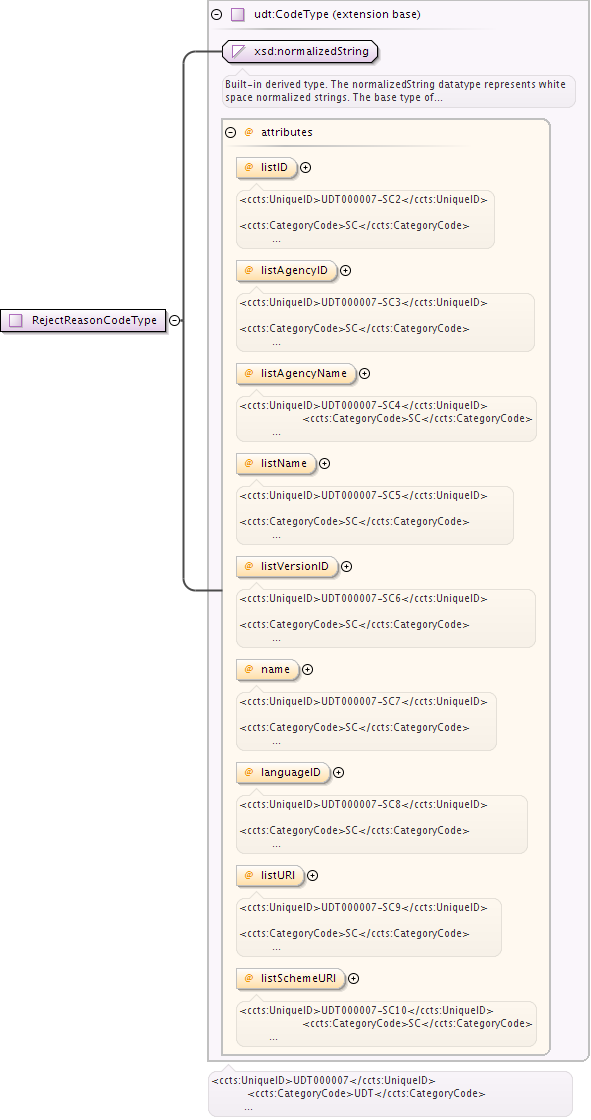 udt:CodeType (extension base)
xsd:normalizedString
Built-in derived type. The normalizedString datatype represents white
space normalized strings. The base type of...
@ attributes
@ listID
<ccts:UniqueID>UDT000007-SC2</ccts:UniqueID>
<ccts:CategoryCode>SC</ccts:CategoryCode>
...
@ listAgencyID
<ccts:UniqueID>UDT000007-SC3</ccts:UniqueID>
<ccts:CategoryCode>SC</ccts:CategoryCode>
...
RejectReasonCodeType
@ listAgencyName
<ccts:UniqueID>UDT000007-SC4</ccts:UniqueID>
<ccts:CategoryCode>SC</ccts:CategoryCode>
...
@ listName
<ccts:UniqueID>UDT000007-SC5</ccts:UniqueID>
<ccts:CategoryCode>SC</ccts:CategoryCode>
...
@ listVersionID
<ccts:UniqueID>UDT000007-SC6</ccts:UniqueID>
<ccts:CategoryCode>SC</ccts:CategoryCode>
...
@ name
<ccts:UniqueID>UDT000007-SC7</ccts:UniqueID>
<ccts:CategoryCode>SC</ccts:CategoryCode>
...
@ languageID
<ccts:UniqueID>UDT000007-SC8</ccts:UniqueID>
<ccts:CategoryCode>SC</ccts:CategoryCode>
...
@ listURI
<ccts:UniqueID>UDT000007-SC9</ccts:UniqueID>
<ccts:CategoryCode>SC</ccts:CategoryCode>
...
@ listSchemeURI
<ccts:UniqueID>UDT000007-SC10</ccts:UniqueID>
<ccts:CategoryCode>SC</ccts:CategoryCode>
...
<ccts:UniqueID>UDT000007</ccts:UniqueID>
<ccts:CategoryCode>UDT</ccts:CategoryCode>
...